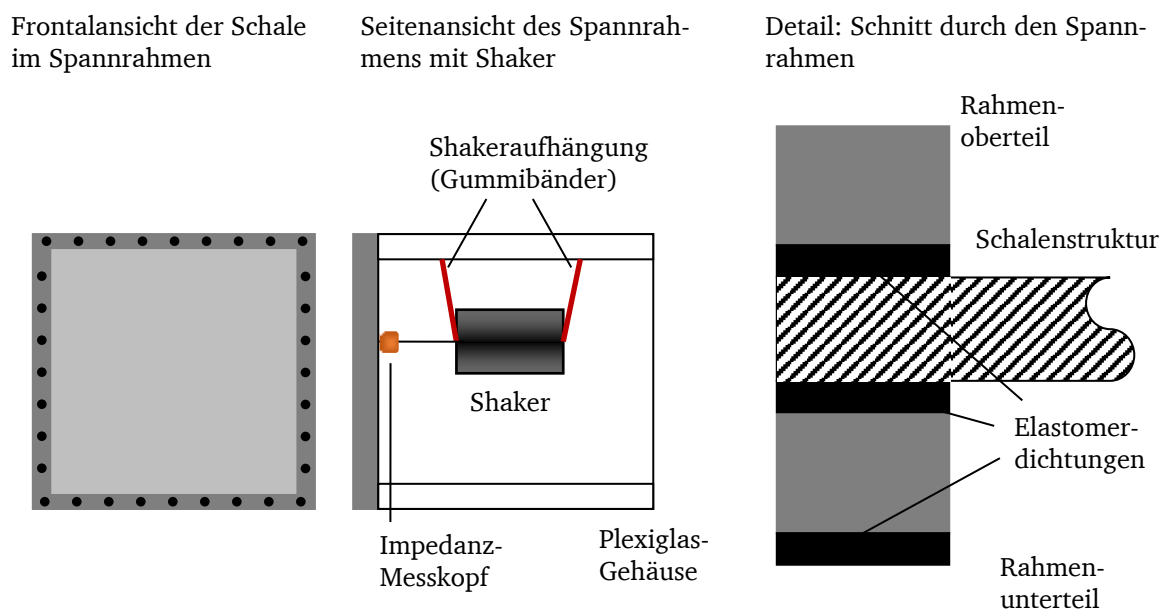 Frontalansicht der Schale
im Spannrahmen
Seitenansicht des Spannrah-
mens mit Shaker
Detail: Schnitt durch den Spann-
rahmen
Rahmen-
oberteil
Shakeraufhängung
(Gummibänder)
Schalenstruktur
Shaker
Elastomer-
dichtungen
Impedanz-
Messkopf
Plexiglas-
Gehäuse
Rahmen-
unterteil